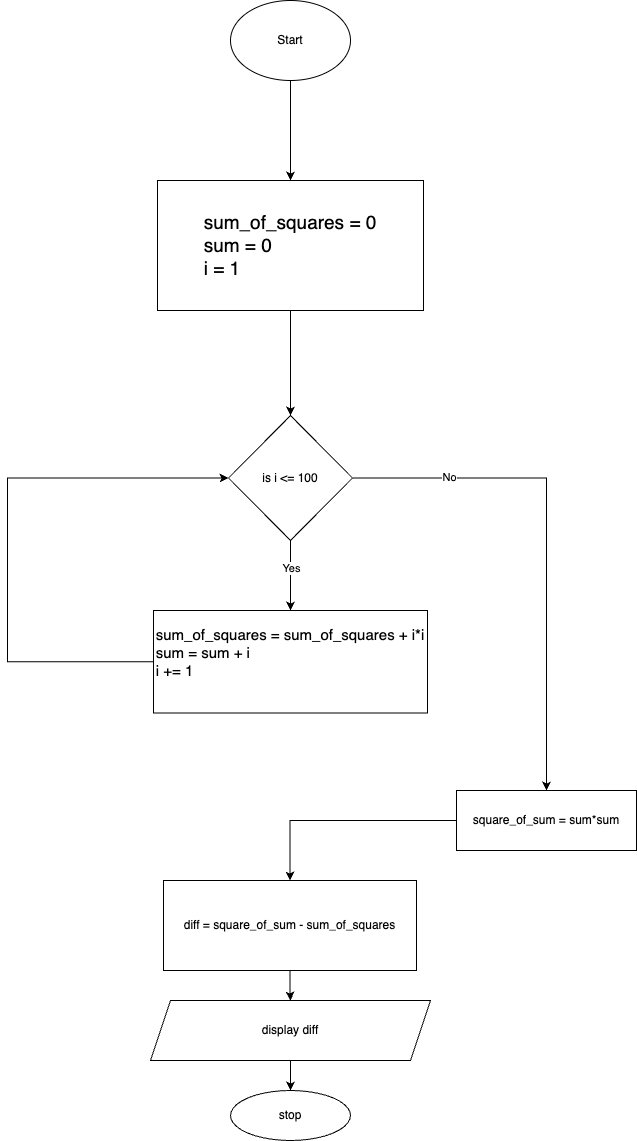 Start
sum_of_squares = 0
sum = 0
i = 1
is i <= 100
No
Yes
sum_of_squares = sum_of_squares + i*i
sum = sum + i
i += 1
square_of_sum = sum*sum
diff = square_of_sum - sum_of_squares
display diff
stop